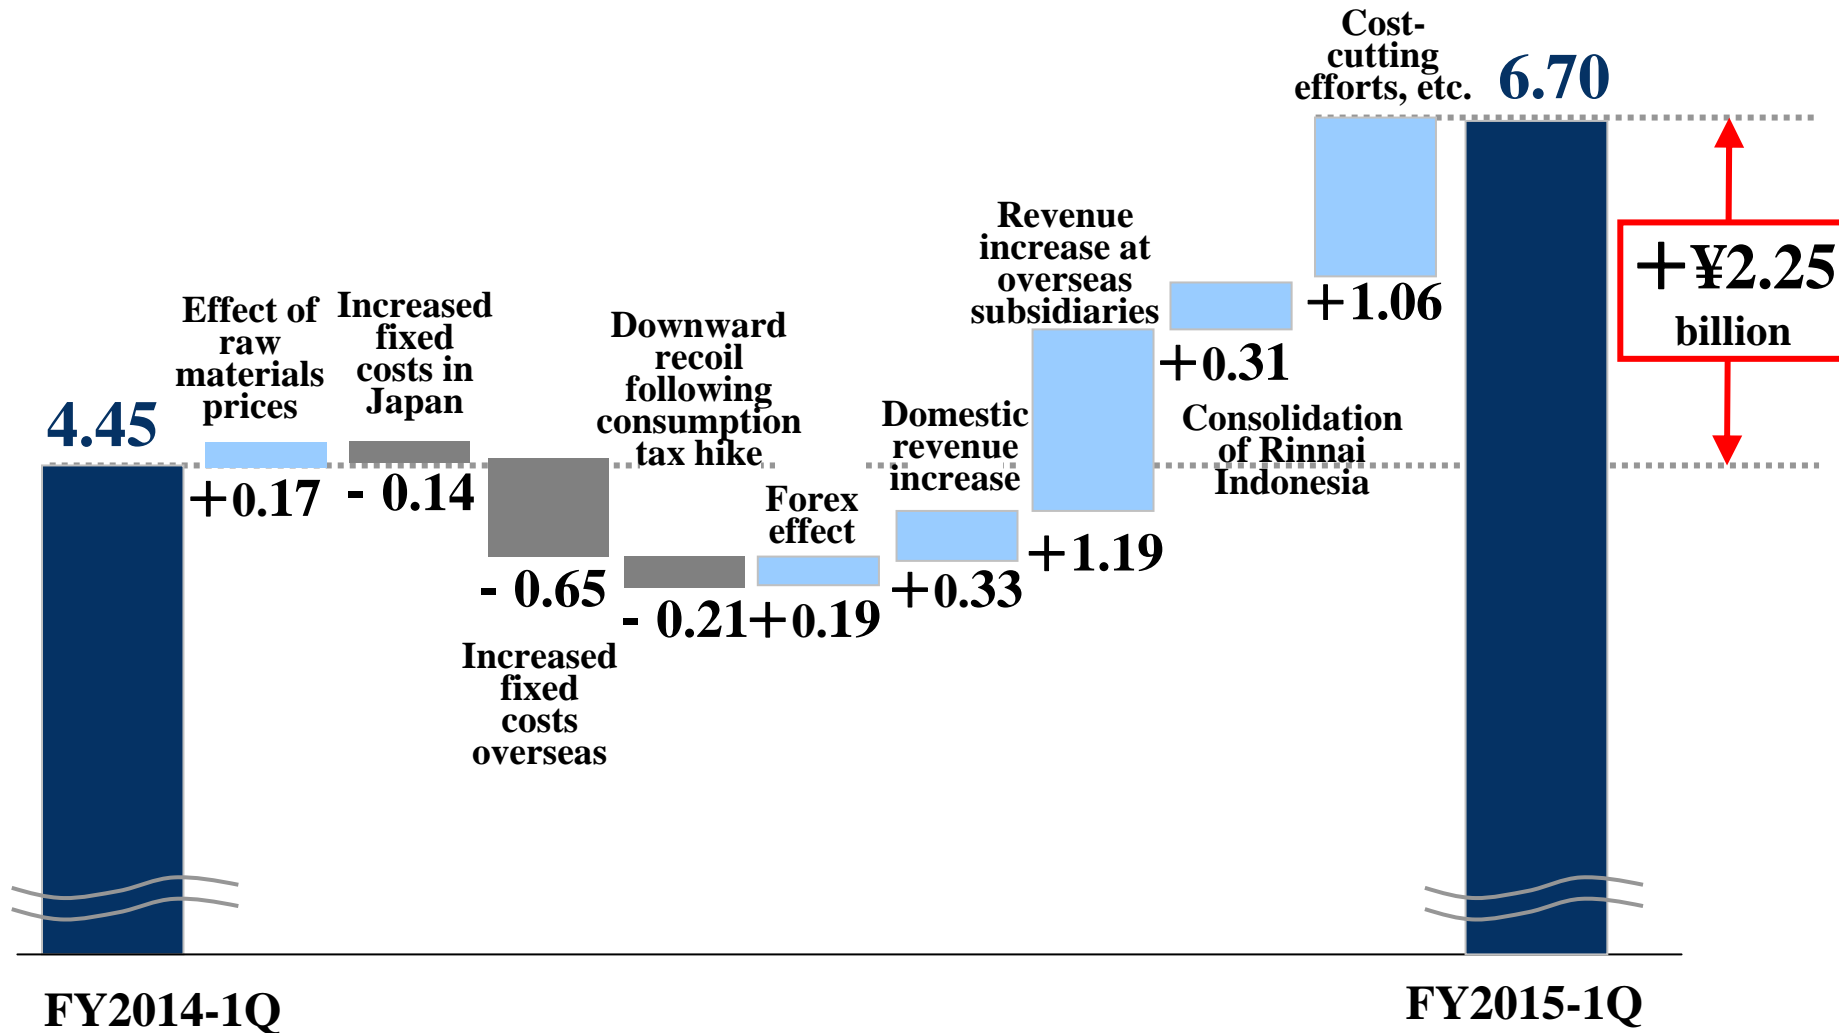 Cost-
cutting
efforts, etc.
6.70
Revenue
increase at
overseas
subsidiaries
+¥2.25
billion
+1.06
Effect of
raw
materials
prices
Increased
fixed
costs in
Japan
Downward
recoil
following
consumption
tax hike
+0.31
4.45
Domestic
revenue
increase
Consolidation
of Rinnai
Indonesia
+0.17
- 0.14
Forex
effect
+1.19
- 0.65
- 0.21
+0.19
+0.33
Increased
fixed
costs
overseas
FY2014-1Q
FY2015-1Q